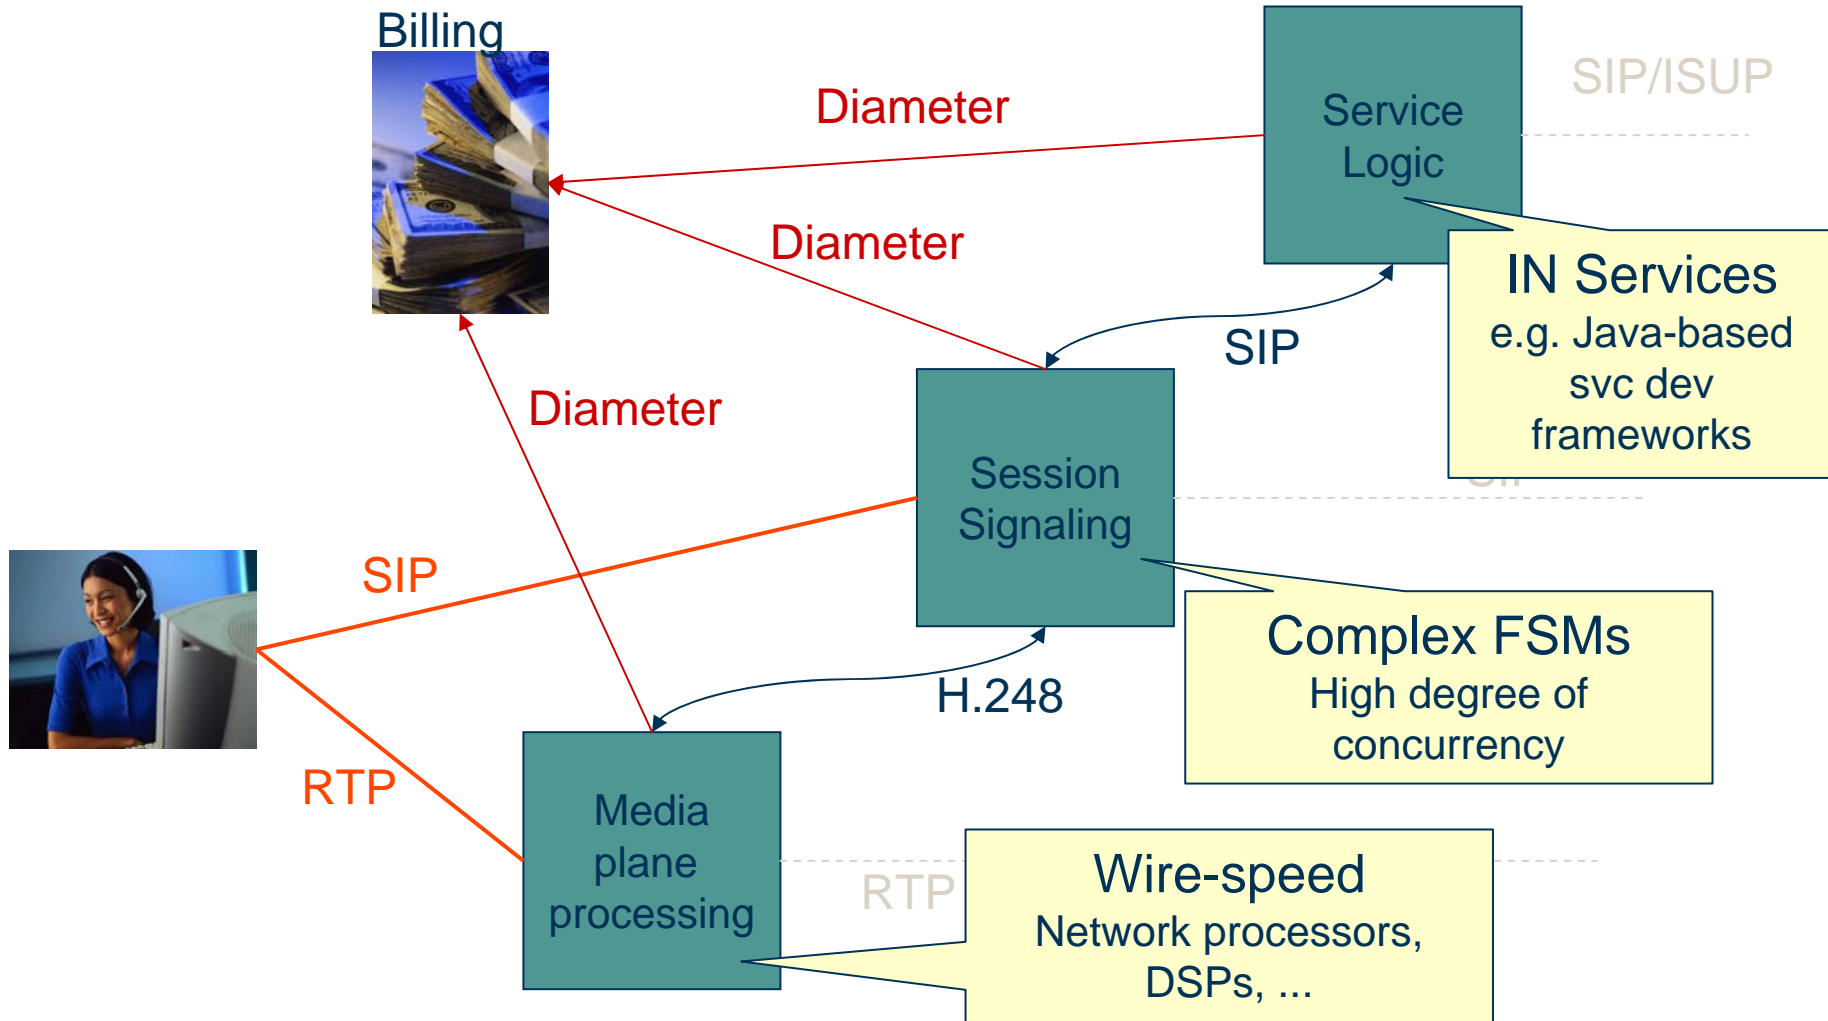 Billing
SIP/ISUP
Diameter
Service
Logic
Diameter
IN Services
e.g. Java-based
svc dev
frameworks
SIP
Diameter
Session
Signaling
SIP
Complex FSMs
High degree of
concurrency
H.248
RTP
Media
plane
processing
RTP
Wire-speed
Network processors,
DSPs, ...